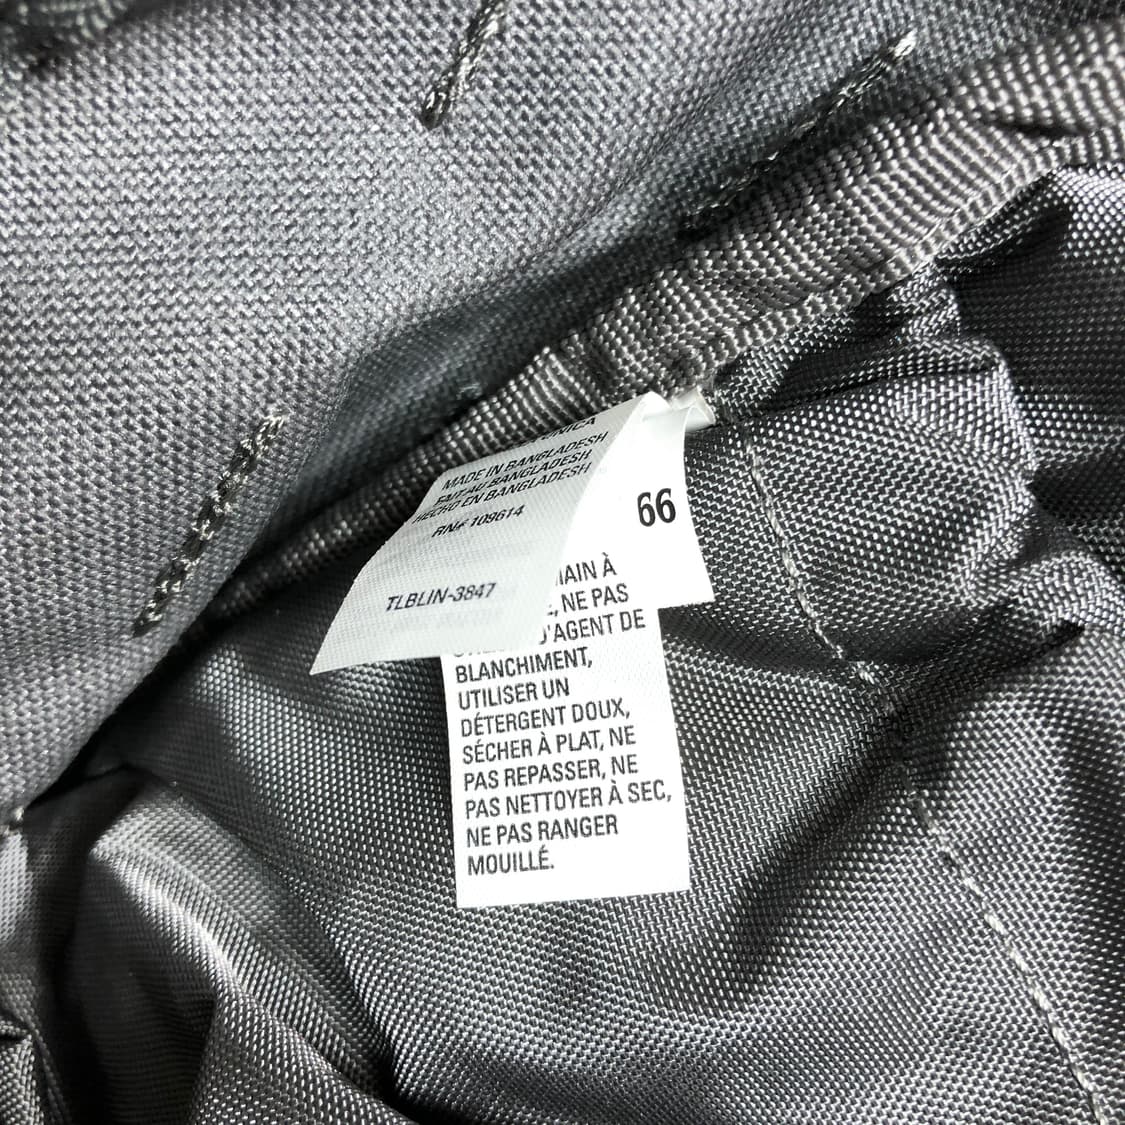 MADE IN BANGLADESH
FAIT AU BANGLADESH
HECHO EN BANGLADESH
RN# 109614
TLBLIN-3847
66
MAIN À
NE PAS
D'AGENT DE
BLANCHIMENT,
UTILISER UN
DÉTERGENT DOUX,
SÉCHER À PLAT, NE
PAS REPASSER, NE
PAS NETTOYER À SEC,
NE PAS RANGER
MOUILLÉ.